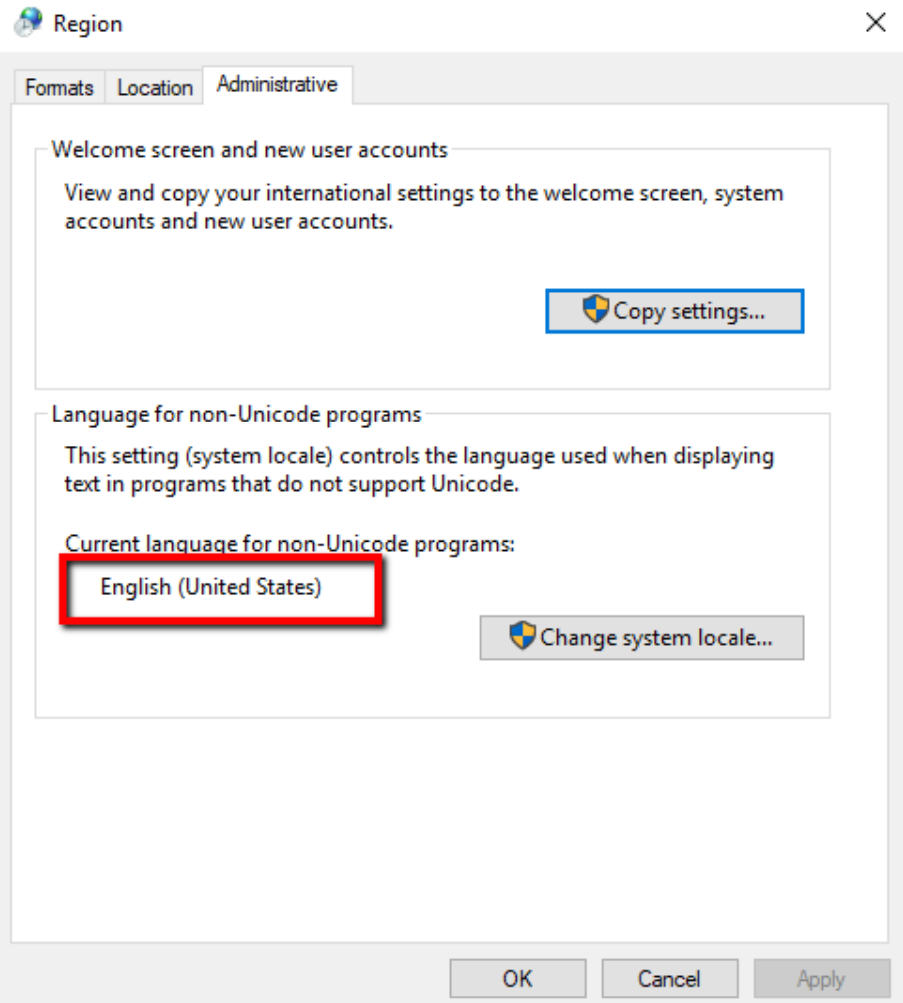 Region
Formats
Location
Administrative
Welcome screen and new user accounts
View and copy your international settings to the welcome screen, system
accounts and new user accounts.
Copy settings...
Language for non-Unicode programs
This setting (system locale) controls the language used when displaying
text in programs that do not support Unicode.
Current language for non-Unicode programs:
English (United States)
Change system locale...
OK
Cancel
Apply